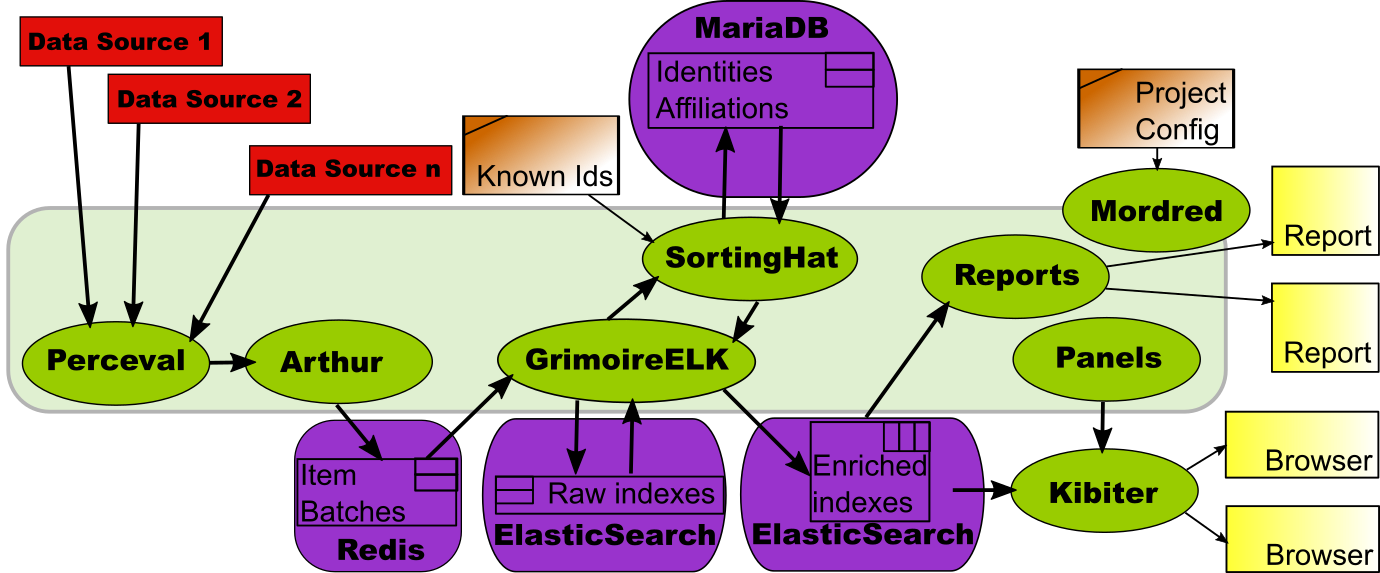 Data Source 1
Data Source 2
Data Source n
Known Ids
MariaDB
Identities
Affiliations
Project
Config
Mordred
SortingHat
Reports
Report
Report
Perceval
Arthur
GrimoireELK
Panels
Item
Batches
Redis
Raw indexes
ElasticSearch
Enriched
indexes
ElasticSearch
Kibiter
Browser
Browser